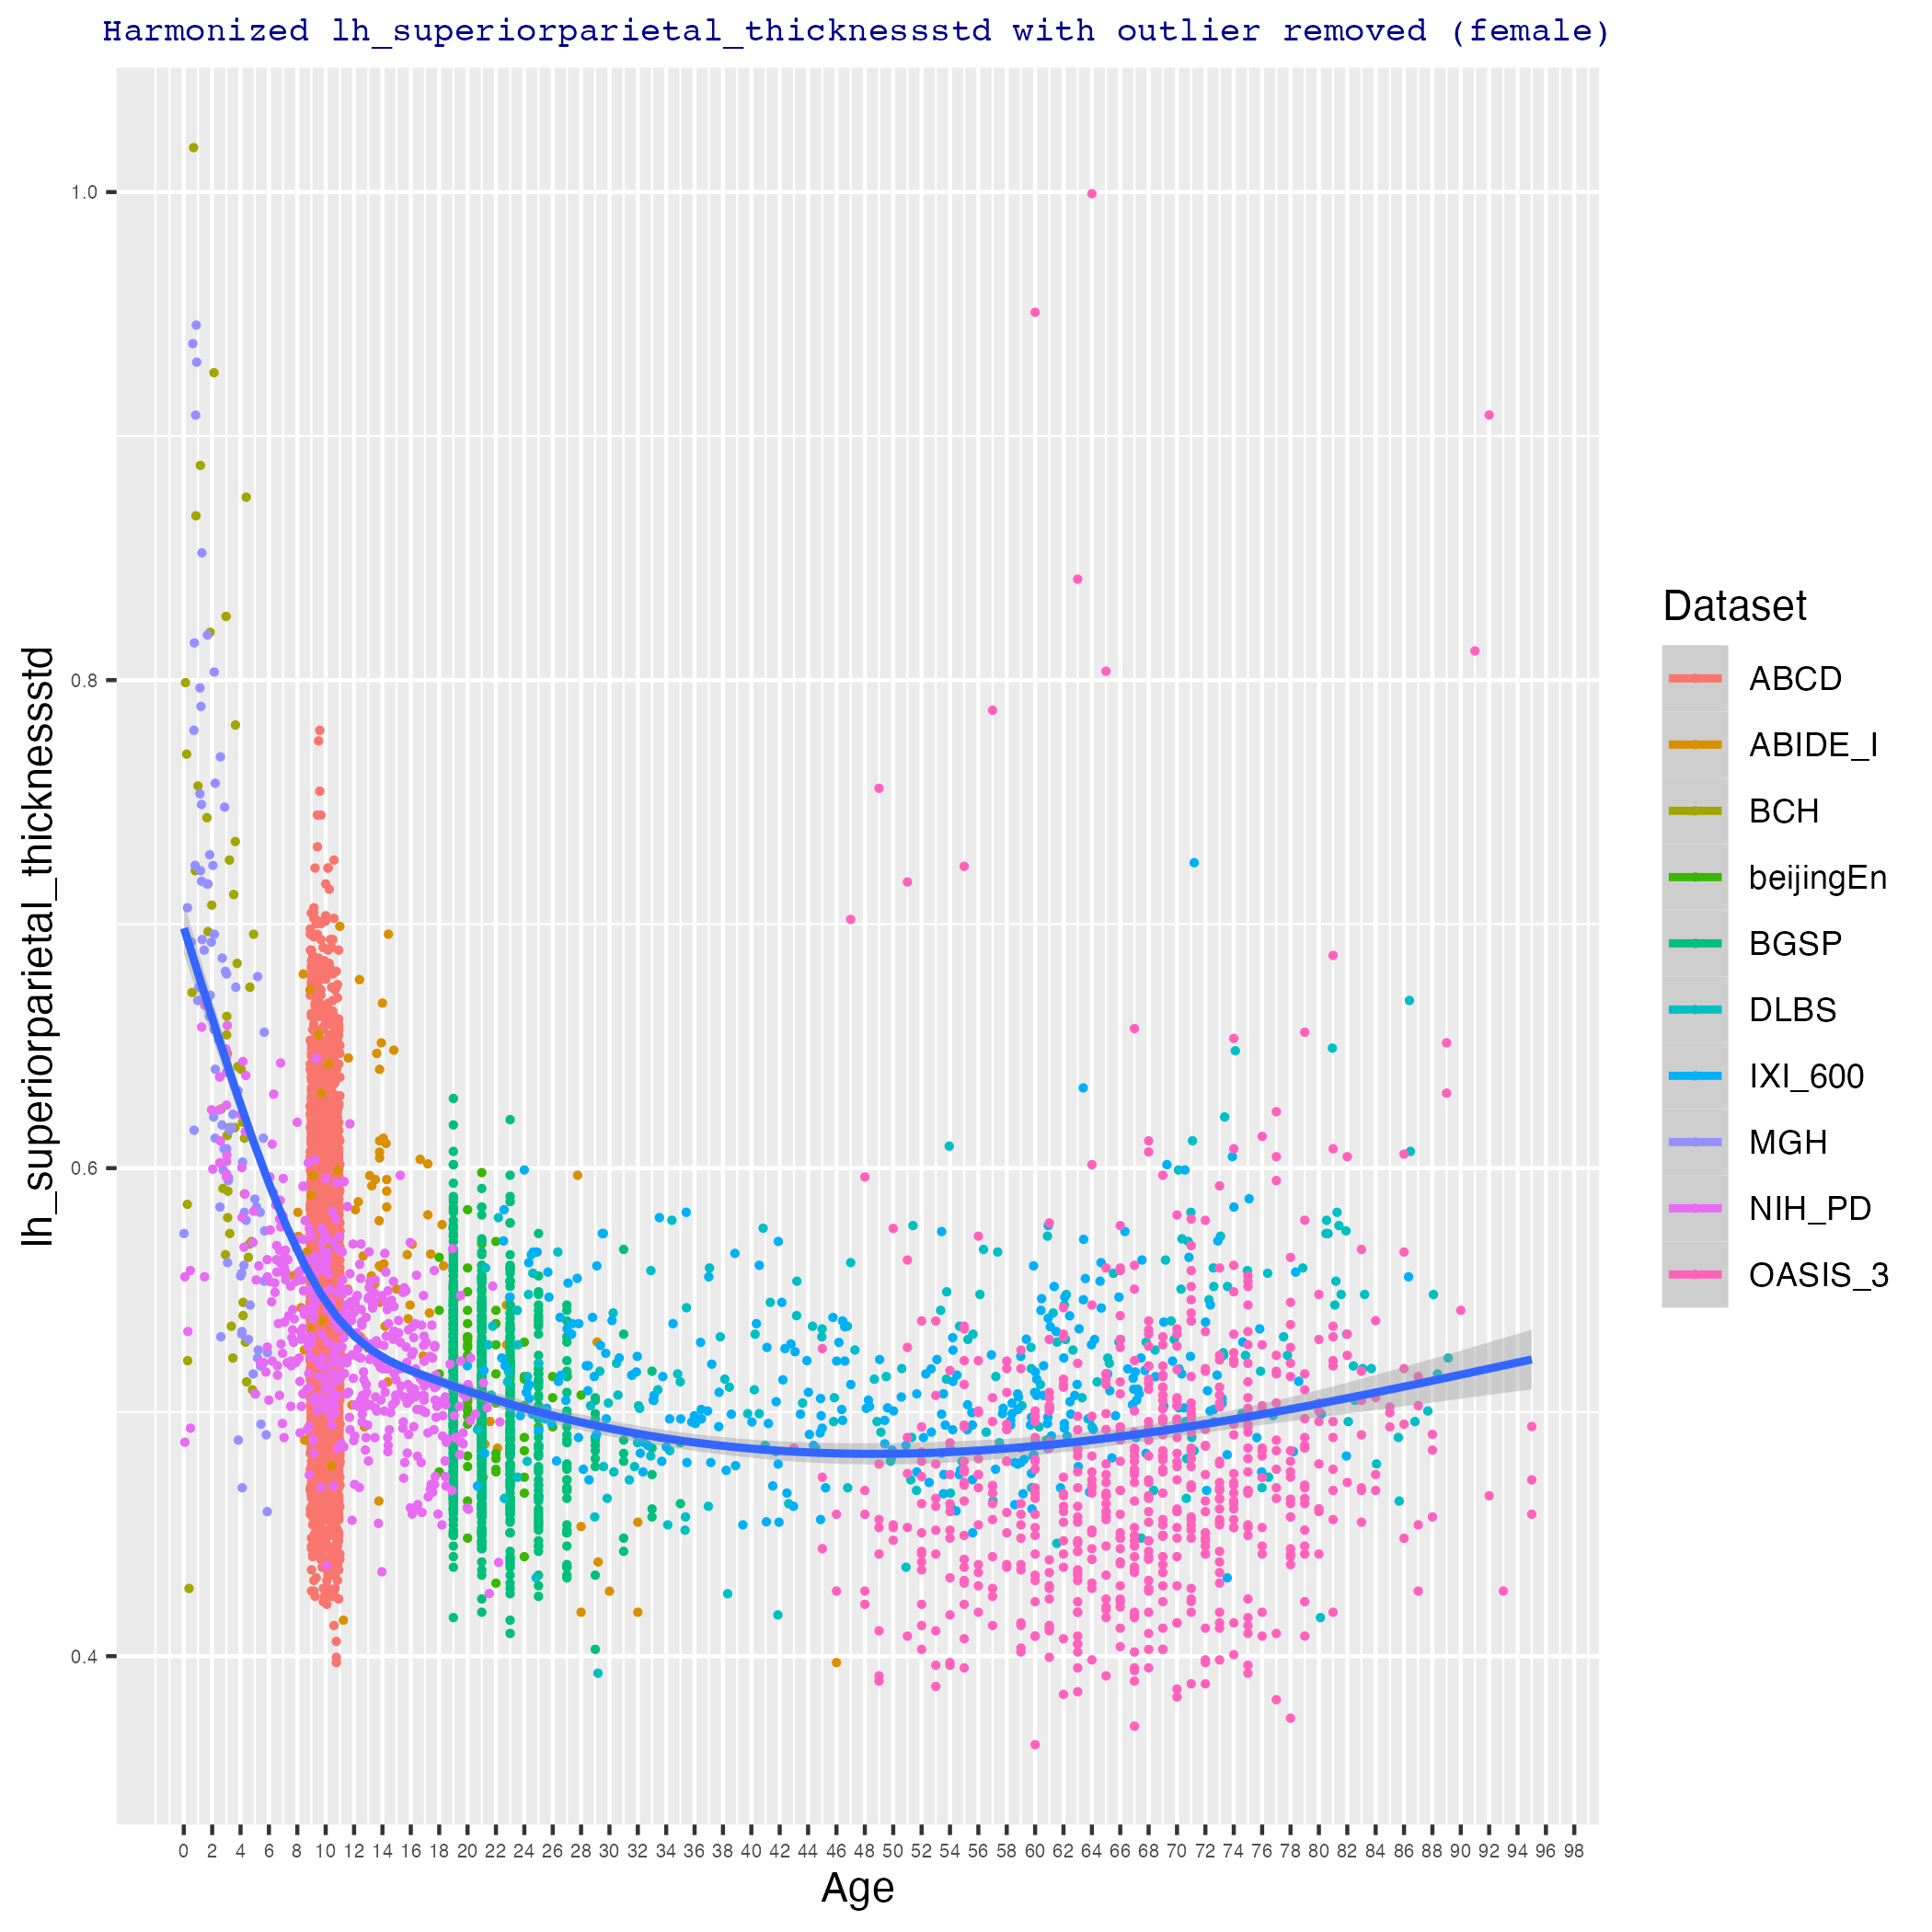 Harmonized lh_superiorparietal_thicknessstd with outlier removed (female)
lh_superiorparietal_thicknessstd
1.0
0.8
0.6
0.4
0 2 4 6 8 10 12 14 16 18 20 22 24 26 28 30 32 34 36 38 40 42 44 46 48 50 52 54 56 58 60 62 64 66 68 70 72 74 76 78 80 82 84 86 88 90 92 94 96 98
Age
Dataset
ABCD
ABIDE_I
BCH
beijingEn
BGSP
DLBS
IXI_600
MGH
NIH_PD
OASIS_3